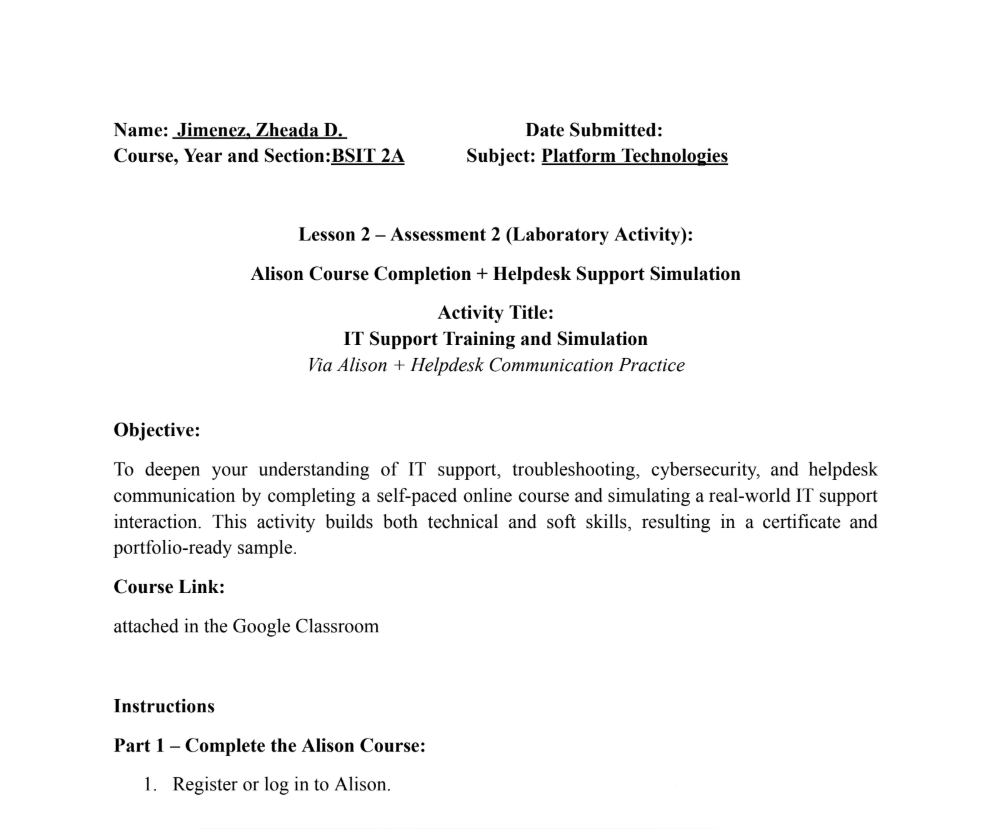 Name: Jimenez, Zheada D. Date Submitted:
Course, Year and Section:BSIT 2A Subject: Platform Technologies
Lesson 2 – Assessment 2 (Laboratory Activity):
Alison Course Completion + Helpdesk Support Simulation
Activity Title:
IT Support Training and Simulation
Via Alison + Helpdesk Communication Practice
Objective:
To deepen your understanding of IT support, troubleshooting, cybersecurity, and helpdesk
communication by completing a self-paced online course and simulating a real-world IT support
interaction. This activity builds both technical and soft skills, resulting in a certificate and
portfolio-ready sample.
Course Link:
attached in the Google Classroom
Instructions
Part 1 – Complete the Alison Course:
1. Register or log in to Alison.